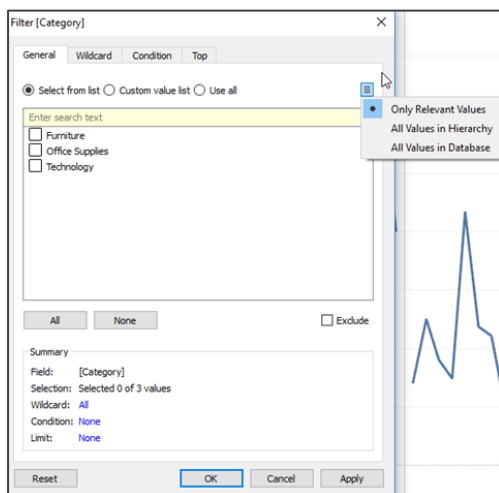 Filter [Category]
General Wildcard Condition Top
Select from list Custom value list Use all
Only Relevant Values
All Values in Hierarchy
All Values in Database
Enter search text
Furniture
Office Supplies
Technology
All None Exclude
Summary
Field: [Category]
Selection: Selected 0 of 3 values
Wildcard: All
Condition: None
Limit: None
Reset OK Cancel Apply